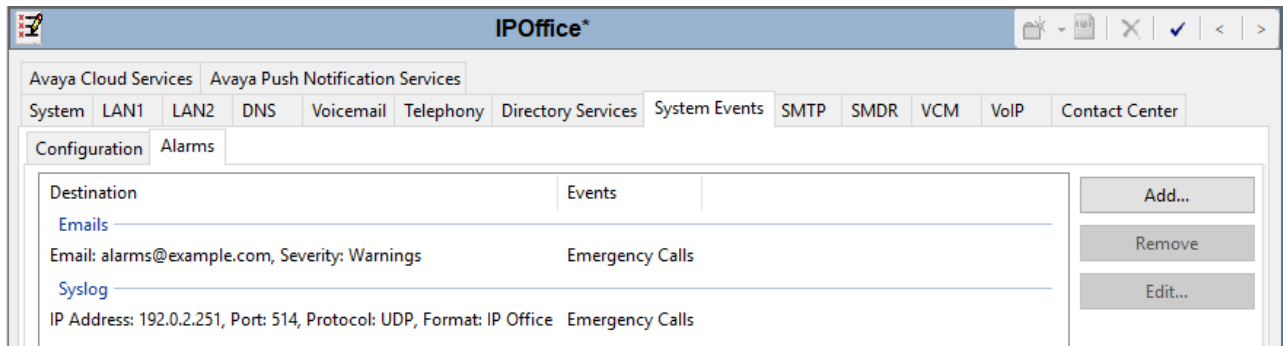 IPOffice*
Avaya Cloud Services Avaya Push Notification Services
System LAN1 LAN2 DNS Voicemail Telephony Directory Services System Events SMTP SMDR VCM VoIP Contact Center
Configuration Alarms
Destination Events
Add...
Emails
Email: alarms@example.com, Severity: Warnings Emergency Calls
Remove
Syslog
Edit...
IP Address: 192.0.2.251, Port: 514, Protocol: UDP, Format: IP Office Emergency Calls